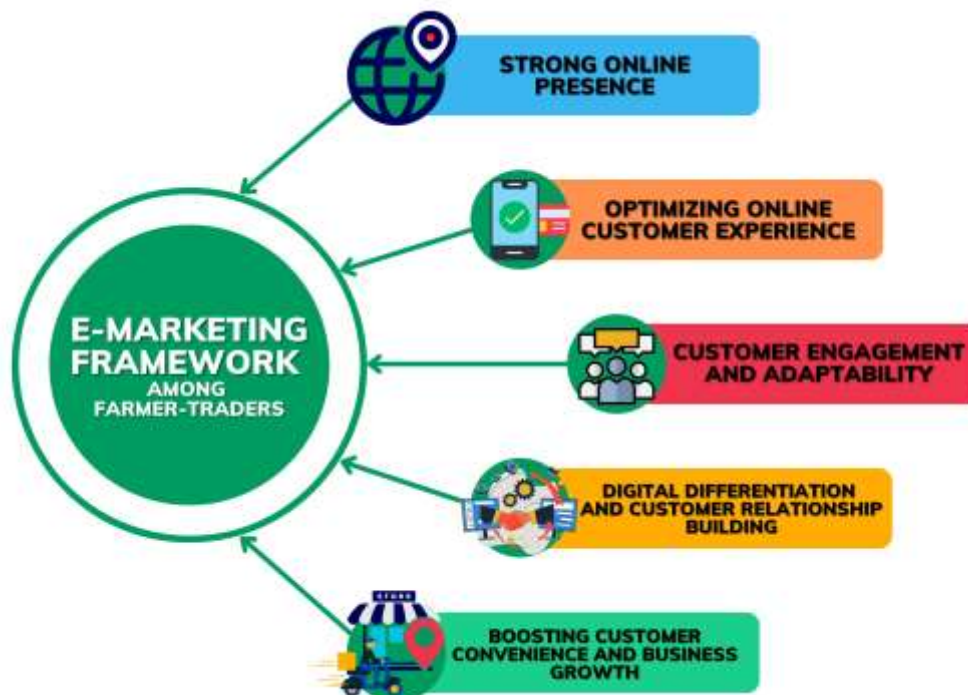 STRONG ONLINE
PRESENCE
OPTIMIZING ONLINE
CUSTOMER EXPERIENCE
E-MARKETING
FRAMEWORK
AMONG
FARMER-TRADERS
CUSTOMER ENGAGEMENT
AND ADAPTABILITY
DIGITAL DIFFERENTIATION
AND CUSTOMER RELATIONSHIP
BUILDING
STORE
BOOSTING CUSTOMER
CONVENIENCE AND BUSINESS
GROWTH